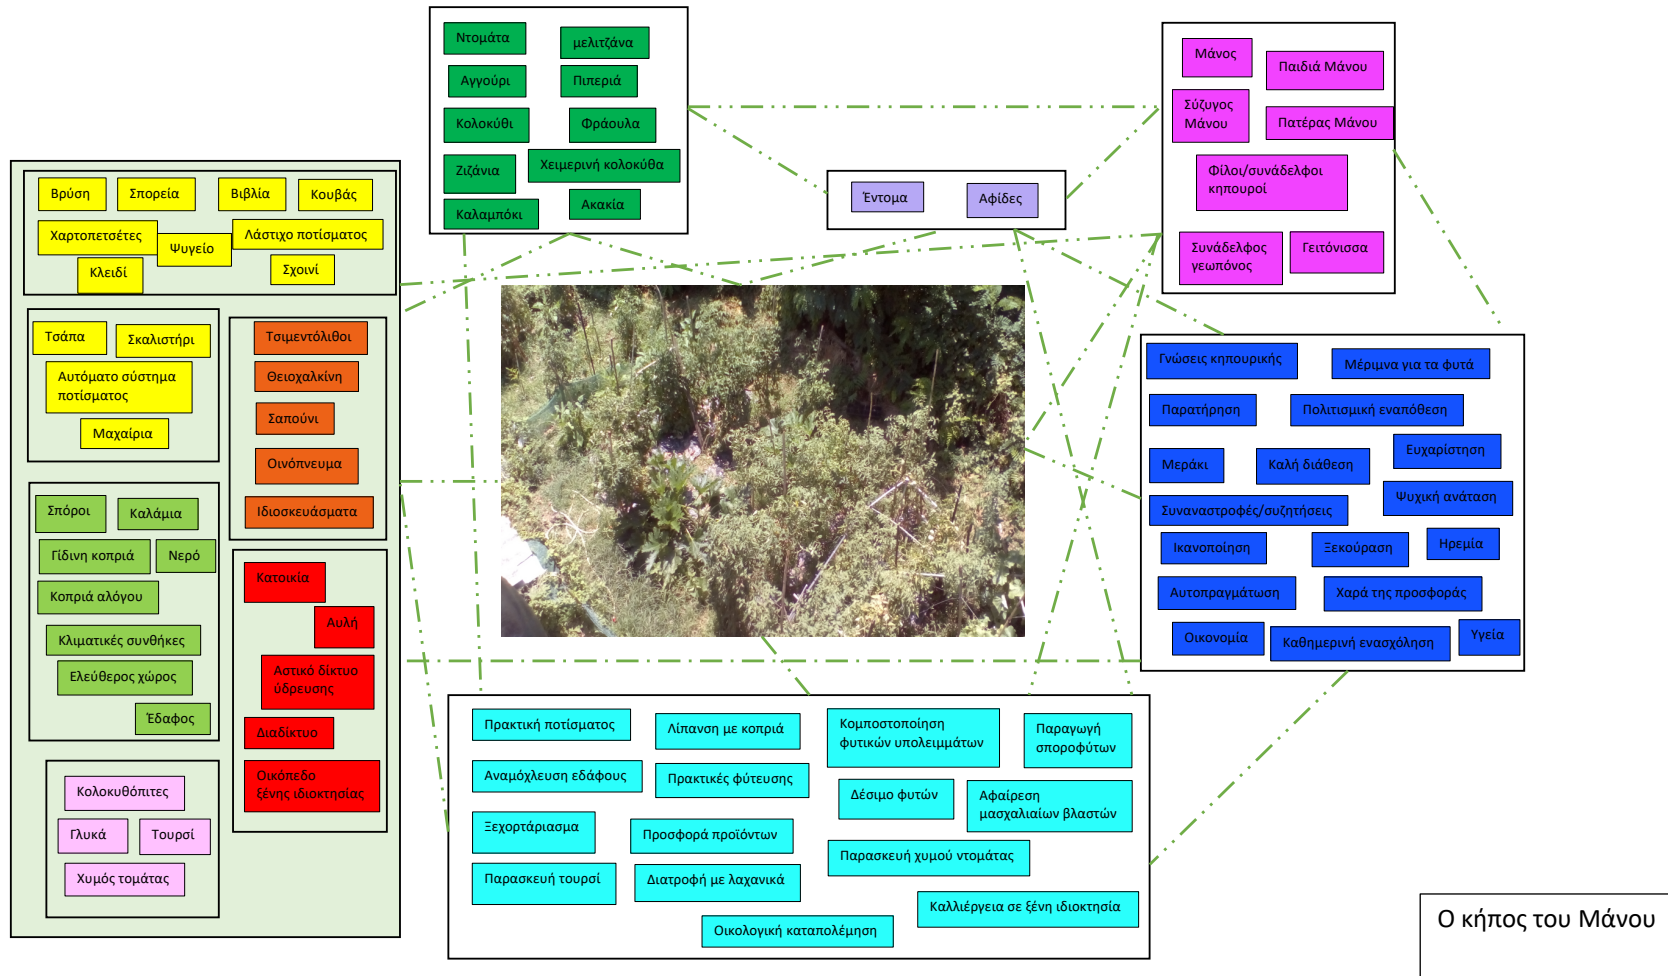 Ντομάτα
μελιτζάνα
Αγγούρι
Πιπεριά
Κολοκύθι
Φράουλα
Ζιζάνια
Χειμερινή κολοκύθα
Καλαμπόκι
Ακακία
Μάνος
Παιδιά Μάνου
Σύζυγος
Μάνου
Πατέρας Μάνου
Φίλοι/συνάδελφοι
κηπουροί
Συνάδελφος
γεωπόνος
Γειτόνισσα
Έντομα
Αφίδες
Βρύση
Σπορεία
Βιβλία
Κουβάς
Χαρτοπετσέτες
Ψυγείο
Λάστιχο ποτίσματος
Κλειδί
Σχοινί
Τσάπα
Σκαλιστήρι
Αυτόματο σύστημα
ποτίσματος
Μαχαίρια
Τσιμεντόλιθοι
Θειοχαλκίνη
Σαπούνι
Οινόπνευμα
Ιδιοσκευάσματα
Σπόροι
Καλάμια
Γίδινη κοπριά
Νερό
Κοπριά αλόγου
Κλιματικές συνθήκες
Ελεύθερος χώρος
Έδαφος
Κατοικία
Αυλή
Αστικό δίκτυο
ύδρευσης
Διαδίκτυο
Οικόπεδο
ξένης ιδιοκτησίας
Κολοκυθόπιτες
Γλυκά
Τουρσί
Χυμός τομάτας
Γνώσεις κηπουρικής
Μέριμνα για τα φυτά
Παρατήρηση
Πολιτισμική εναπόθεση
Μεράκι
Καλή διάθεση
Ευχαρίστηση
Ψυχική ανάταση
Συναναστροφές/συζητήσεις
Ικανοποίηση
Ξεκούραση
Ηρεμία
Αυτοπραγμάτωση
Χαρά της προσφοράς
Οικονομία
Καθημερινή ενασχόληση
Υγεία
Πρακτική ποτίσματος
Λίπανση με κοπριά
Κομποστοποίηση
φυτικών υπολειμμάτων
Παραγωγή
σποροφύτων
Αναμόχλευση εδάφους
Πρακτικές φύτευσης
Δέσιμο φυτών
Αφαίρεση
μασχαλιαίων βλαστών
Ξεχορτάριασμα
Προσφορά προϊόντων
Παρασκευή χυμού ντομάτας
Παρασκευή τουρσί
Διατροφή με λαχανικά
Καλλιέργεια σε ξένη ιδιοκτησία
Οικολογική καταπολέμηση
Ο κήπος του Μάνου